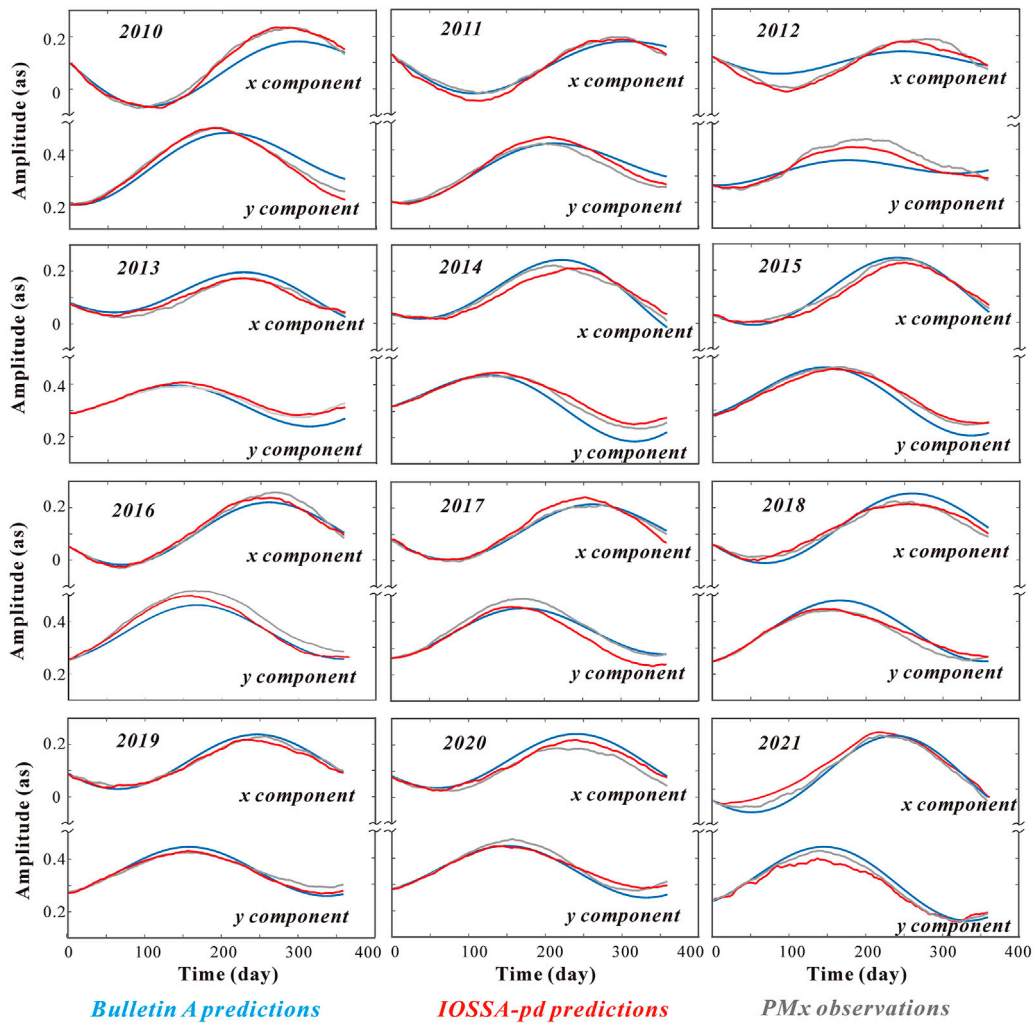 2010
2011
2012
0.2
0
x component
x component
x component
Amplitude (as)
0.4
0.2
y component
y component
y component
2013
2014
2015
0.2
0
x component
x component
x component
Amplitude (as)
0.4
0.2
y component
y component
y component
2016
2017
2018
0.2
0
x component
x component
x component
Amplitude (as)
0.4
0.2
y component
y component
y component
2019
2020
2021
0.2
0
x component
x component
x component
Amplitude (as)
0.4
0.2
y component
y component
y component
0 100 200 300 400 0 100 200 300 400 0 100 200 300 400
Time (day) Time (day) Time (day)
Bulletin A predictions IOSSA-pd predictions PMx observations